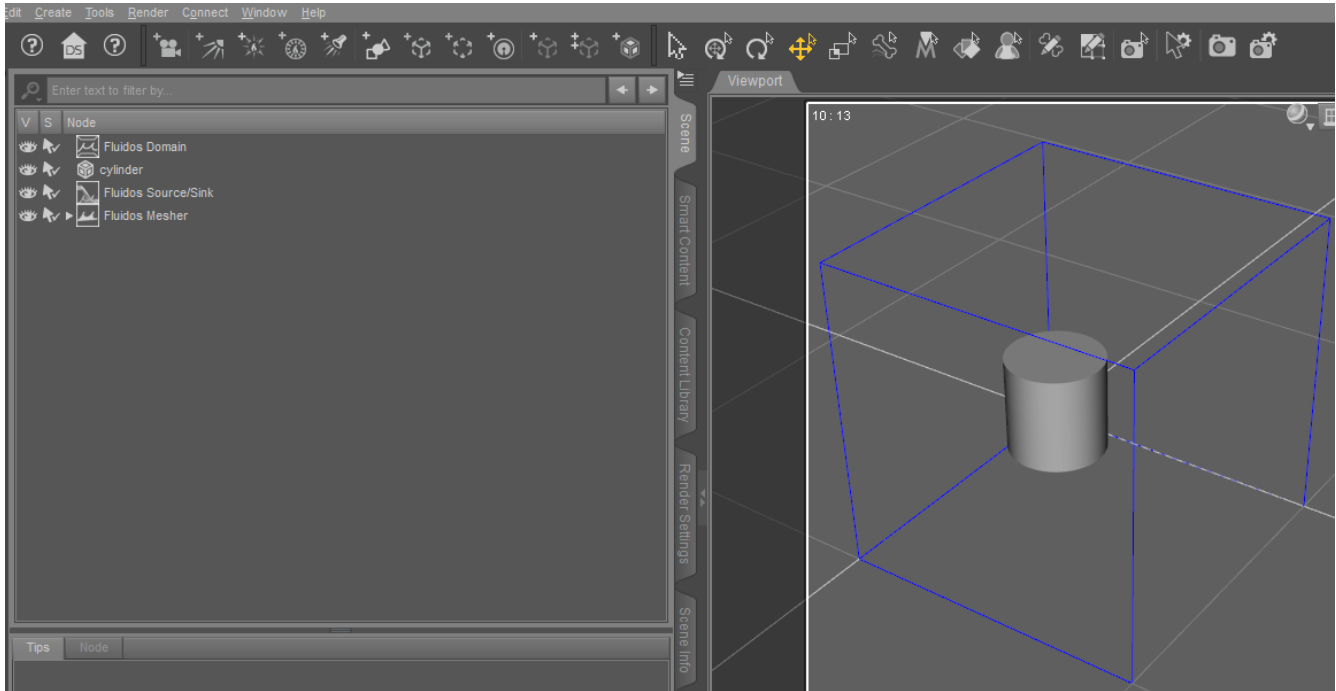 dit Create Tools Render Connect Window Help
DS
Enter text to filter by...
V S Node
Fluidos Domain
cylinder
Fluidos Source/Sink
Fluidos Mesher
Tips Node
Scene
Smart Content
Content Library
Render Settings
Scene Info
Viewport
10 : 13